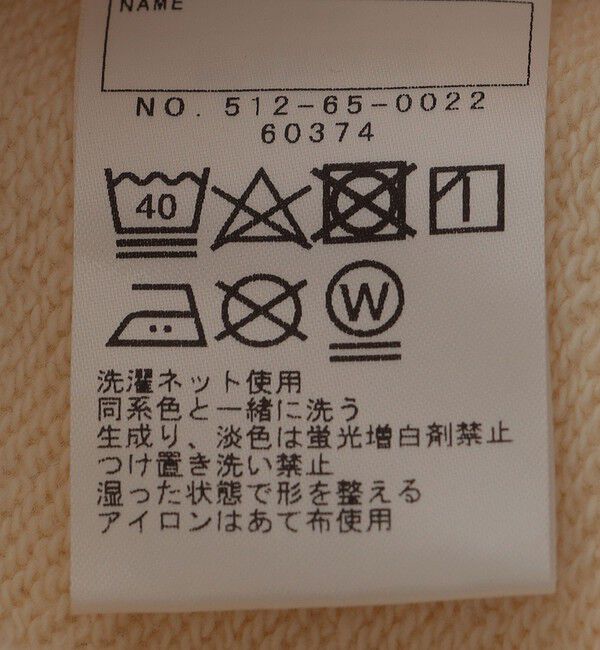 NAME
NO. 512-65-0022
60374
40
W
洗濯ネット使用
同系色と一緒に洗う
生成り、淡色は蛍光増白剤禁止
つけ置き洗い禁止
湿った状態で形を整える
アイロンはあて布使用